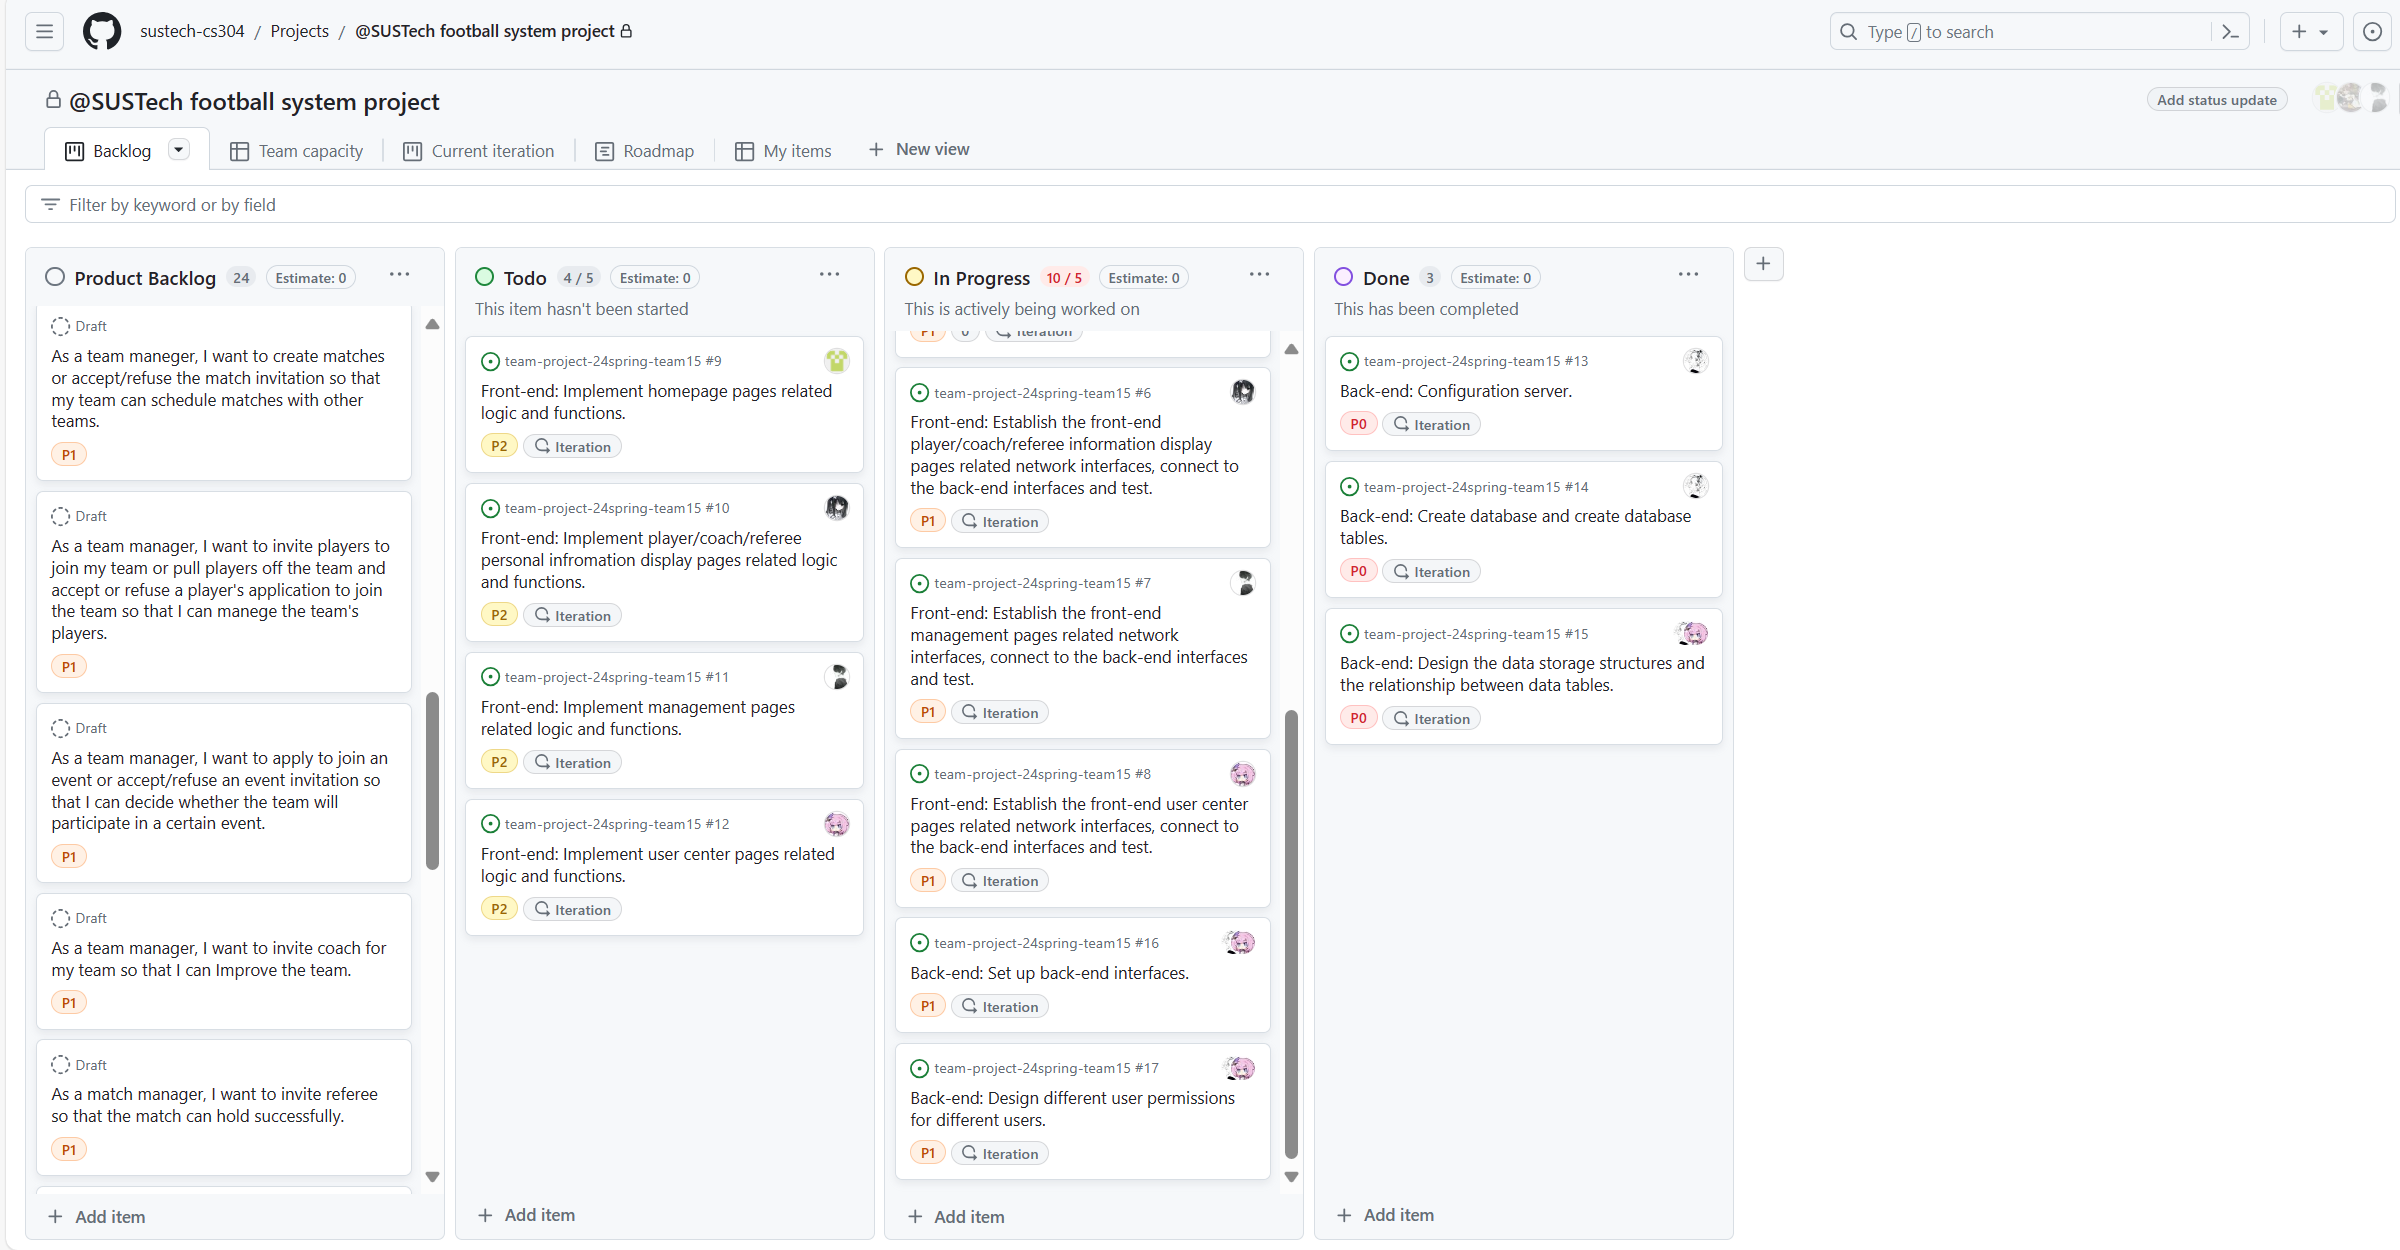 sustech-cs304 / Projects / @SUSTech football system project
Type / to search
@SUSTech football system project
Add status update
Backlog
Team capacity
Current iteration
Roadmap
My items
New view
Filter by keyword or by field
Product Backlog 24 Estimate: 0
Draft
As a team maneger, I want to create matches
or accept/refuse the match invitation so that
my team can schedule matches with other
teams.
P1
Draft
As a team manager, I want to invite players to
join my team or pull players off the team and
accept or refuse a player's application to join
the team so that I can manege the team's
players.
P1
Draft
As a team manager, I want to apply to join an
event or accept/refuse an event invitation so
that I can decide whether the team will
participate in a certain event.
P1
Draft
As a team manager, I want to invite coach for
my team so that I can Improve the team.
P1
Draft
As a match manager, I want to invite referee
so that the match can hold successfully.
P1
Add item
Todo 4 / 5 Estimate: 0
This item hasn't been started
team-project-24spring-team15 #9
Front-end: Implement homepage pages related
logic and functions.
P2 Iteration
team-project-24spring-team15 #10
Front-end: Implement player/coach/referee
personal infromation display pages related logic
and functions.
P2 Iteration
team-project-24spring-team15 #11
Front-end: Implement management pages
related logic and functions.
P2 Iteration
team-project-24spring-team15 #12
Front-end: Implement user center pages related
logic and functions.
P2 Iteration
Add item
In Progress 10 / 5 Estimate: 0
This is actively being worked on
P1 0 Iteration
team-project-24spring-team15 #6
Front-end: Establish the front-end
player/coach/referee information display
pages related network interfaces, connect to
the back-end interfaces and test.
P1 Iteration
team-project-24spring-team15 #7
Front-end: Establish the front-end
management pages related network
interfaces, connect to the back-end interfaces
and test.
P1 Iteration
team-project-24spring-team15 #8
Front-end: Establish the front-end user center
pages related network interfaces, connect to
the back-end interfaces and test.
P1 Iteration
team-project-24spring-team15 #16
Back-end: Set up back-end interfaces.
P1 Iteration
team-project-24spring-team15 #17
Back-end: Design different user permissions
for different users.
P1 Iteration
Add item
Done 3 Estimate: 0
This has been completed
team-project-24spring-team15 #13
Back-end: Configuration server.
P0 Iteration
team-project-24spring-team15 #14
Back-end: Create database and create database
tables.
P0 Iteration
team-project-24spring-team15 #15
Back-end: Design the data storage structures and
the relationship between data tables.
P0 Iteration
Add item